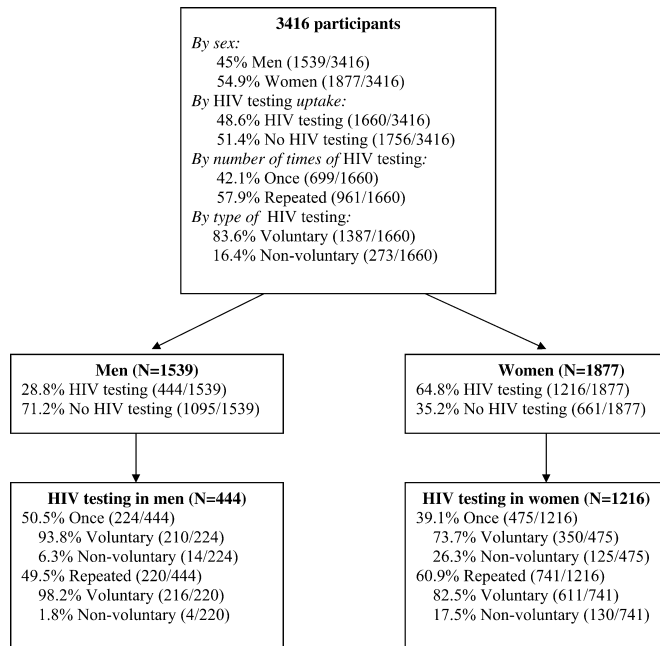 3416 participants
By sex:
45% Men (1539/3416)
54.9% Women (1877/3416)
By HIV testing uptake:
48.6% HIV testing (1660/3416)
51.4% No HIV testing (1756/3416)
By number of times of HIV testing:
42.1% Once (699/1660)
57.9% Repeated (961/1660)
By type of HIV testing:
83.6% Voluntary (1387/1660)
16.4% Non-voluntary (273/1660)
Men (N=1539)
28.8% HIV testing (444/1539)
71.2% No HIV testing (1095/1539)
Women (N=1877)
64.8% HIV testing (1216/1877)
35.2% No HIV testing (661/1877)
HIV testing in men (N=444)
50.5% Once (224/444)
93.8% Voluntary (210/224)
6.3% Non-voluntary (14/224)
49.5% Repeated (220/444)
98.2% Voluntary (216/220)
1.8% Non-voluntary (4/220)
HIV testing in women (N=1216)
39.1% Once (475/1216)
73.7% Voluntary (350/475)
26.3% Non-voluntary (125/475)
60.9% Repeated (741/1216)
82.5% Voluntary (611/741)
17.5% Non-voluntary (130/741)